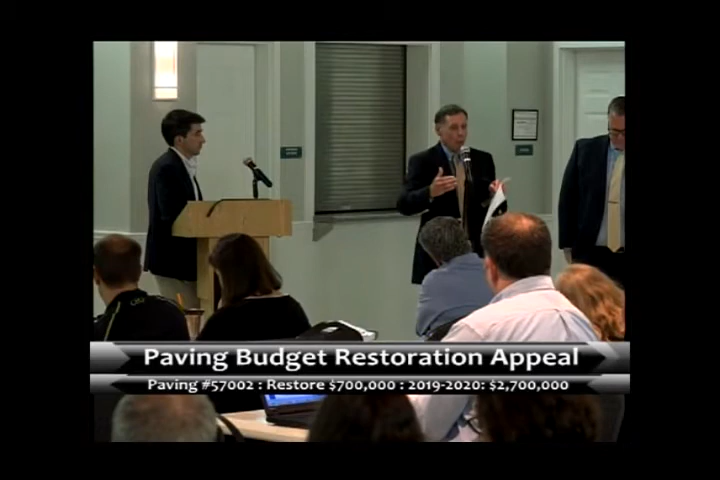 Paving Budget Restoration Appeal
Paving #57002 : Restore $700,000 : 2019-2020: $2,700,000